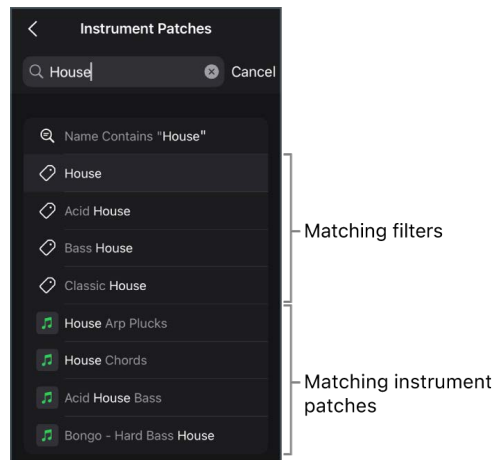 Instrument Patches
House
Cancel
Name Contains "House"
House
Acid House
Bass House
Classic House
House Arp Plucks
House Chords
Acid House Bass
Bongo - Hard Bass House
Matching filters
Matching instrument
patches